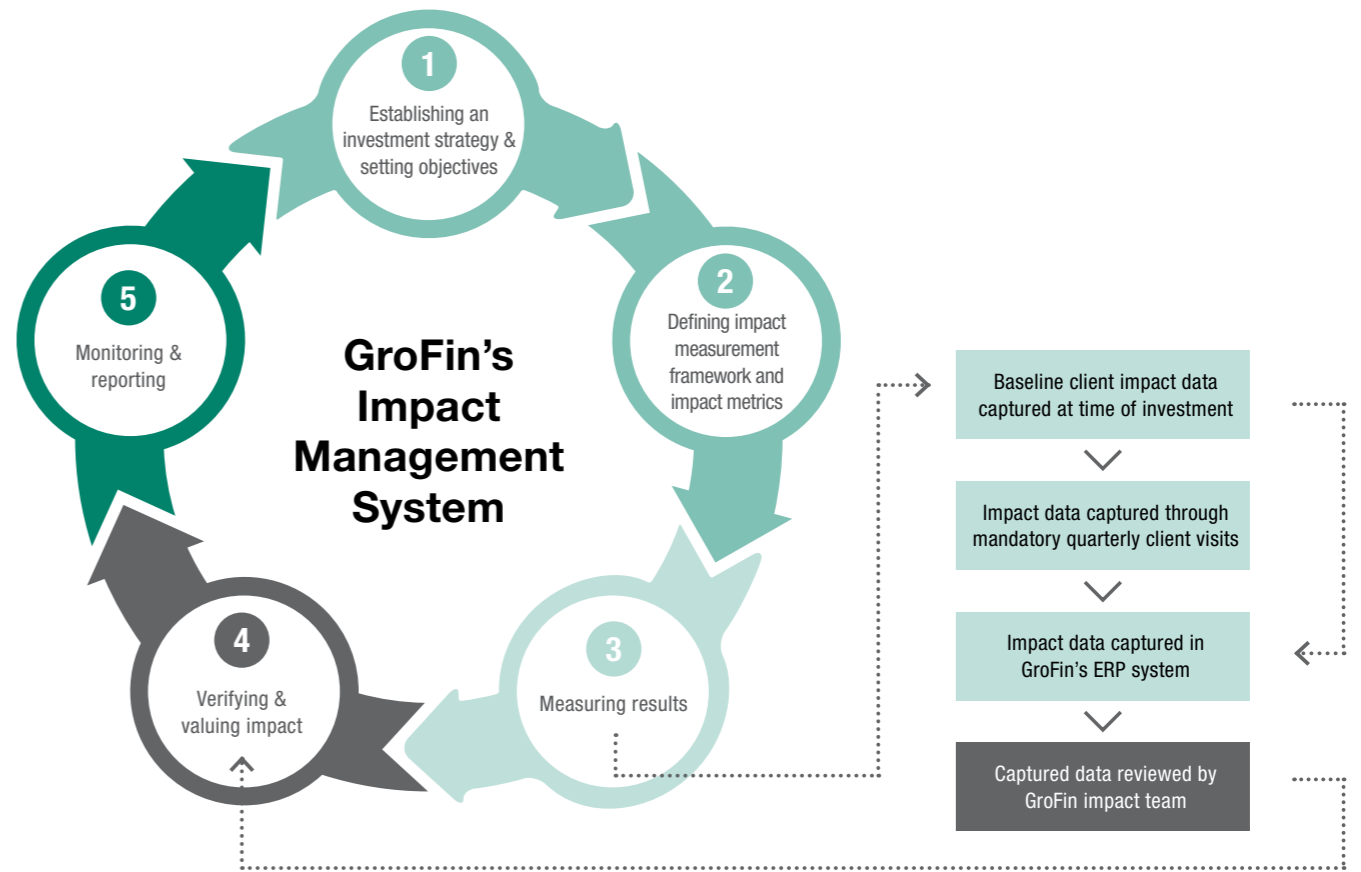 1
Establishing an
investment strategy &
setting objectives
2
Defining impact
measurement
framework and
impact metrics
3
Measuring results
4
Verifying &
valuing impact
5
Monitoring &
reporting
GroFin’s
Impact
Management
System
Baseline client impact data
captured at time of investment
Impact data captured through
mandatory quarterly client visits
Impact data captured in
GroFin’s ERP system
Captured data reviewed by
GroFin impact team